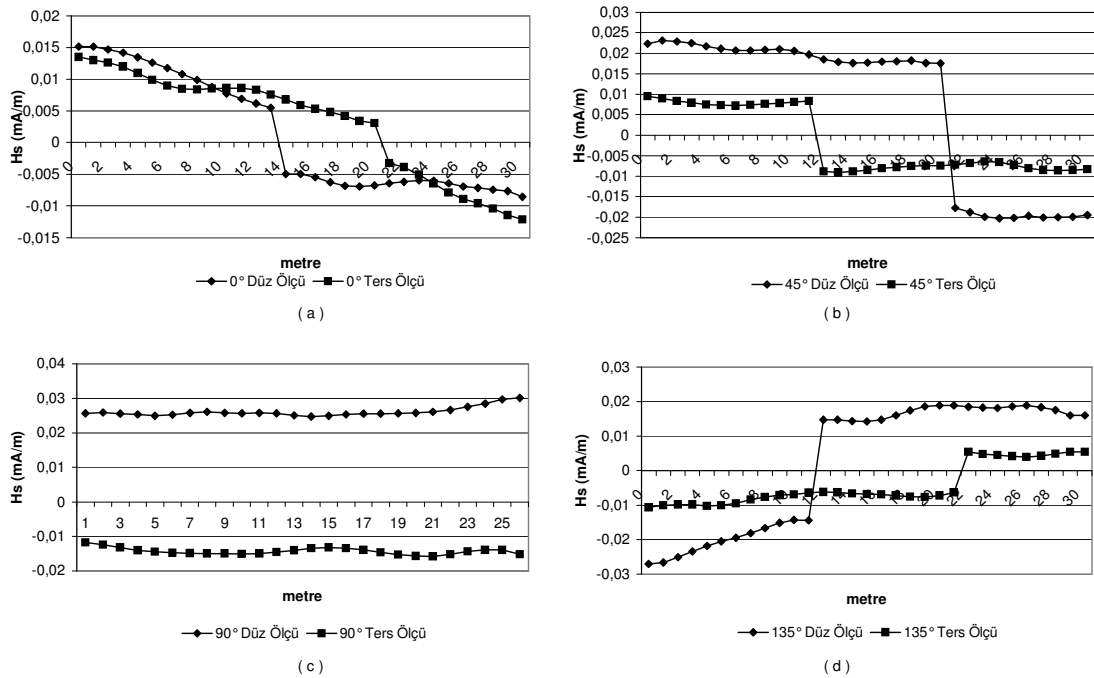 0,02
0,015
0,01
0,005
0
-0,005
-0,01
-0,015
Hs (mA/m)
0 2 4 6 8 10 12 14 16 18 20 22 24 26 28 30
metre
0° Düz Ölçü 0° Ters Ölçü
( a )
0,03
0,025
0,02
0,015
0,01
0,005
0
-0,005
-0,01
-0,015
-0,02
-0,025
Hs (mA/m)
0 2 4 6 8 10 12 14 16 18 20 22 24 26 28 30
metre
45° Düz Ölçü 45° Ters Ölçü
( b )
0,04
0,03
0,02
0,01
0
-0,01
-0,02
Hs (mA/m)
1 3 5 7 9 11 13 15 17 19 21 23 25
metre
90° Düz Ölçü 90° Ters Ölçü
( c )
0,03
0,02
0,01
0
-0,01
-0,02
-0,03
Hs (mA/m)
0 2 4 6 8 10 12 14 16 18 20 22 24 26 28 30
metre
135° Düz Ölçü 135° Ters Ölçü
( d )